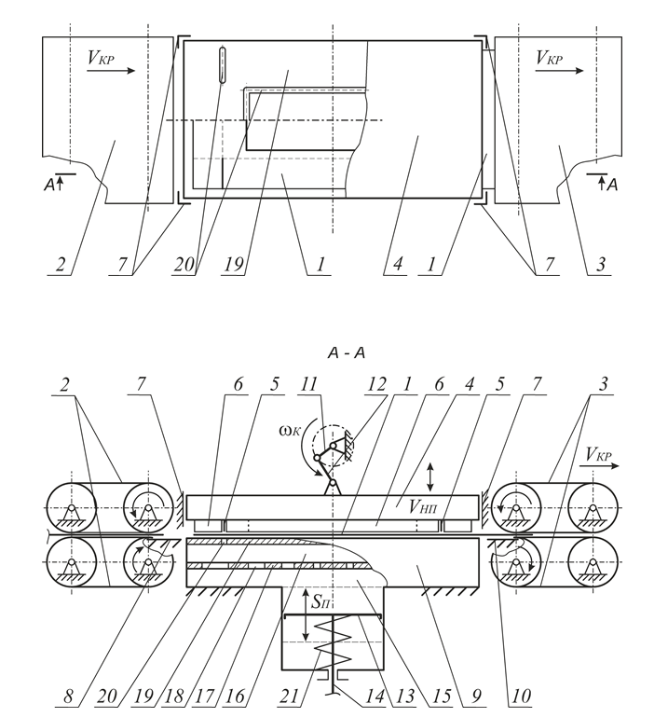 V_КР V_КР
А А
2 7 20 19 1 4 1 7 3
А - А
2 7 6 5 11 12 1 6 4 5 7 3
ω_К V_КР
V_НП
S_П
8 20 19 18 17 16 21 14 13 15 9 10